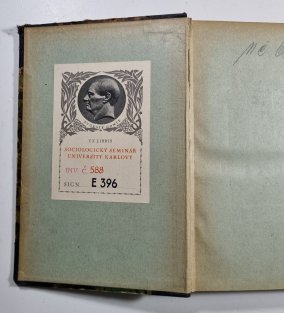 EX LIBRIS
SOCIOLOGICKÝ SEMINÁŘ
UNIVERSITY KARLOVY
INV. Č. 588
SIGN. E 396